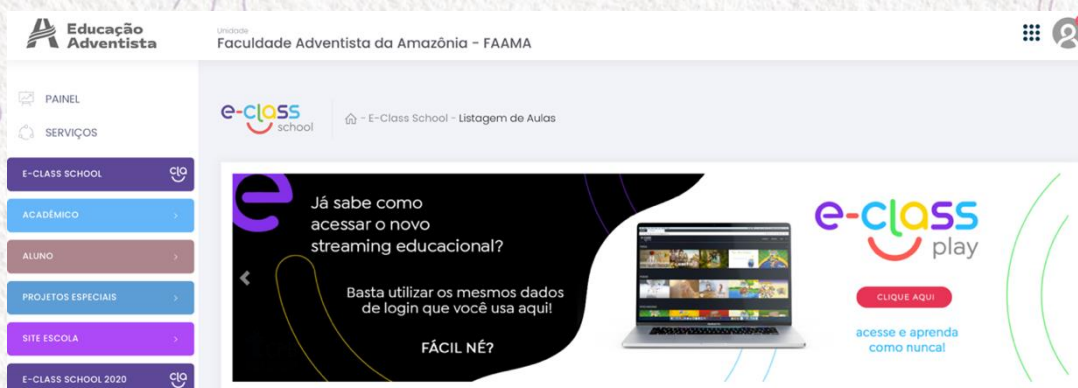 Educação
Adventista
Unidade
Faculdade Adventista da Amazônia - FAAMA
PAINEL
SERVIÇOS
E-CLASS SCHOOL
ACADÊMICO
ALUNO
PROJETOS ESPECIAIS
SITE ESCOLA
E-CLASS SCHOOL 2020
e-class
school
- E-Class School - Listagem de Aulas
Já sabe como
acessar o novo
streaming educacional?
Basta utilizar os mesmos dados
de login que você usa aqui!
FÁCIL NÉ?
e-class
play
CLIQUE AQUI
acesse e aprenda
como nunca!